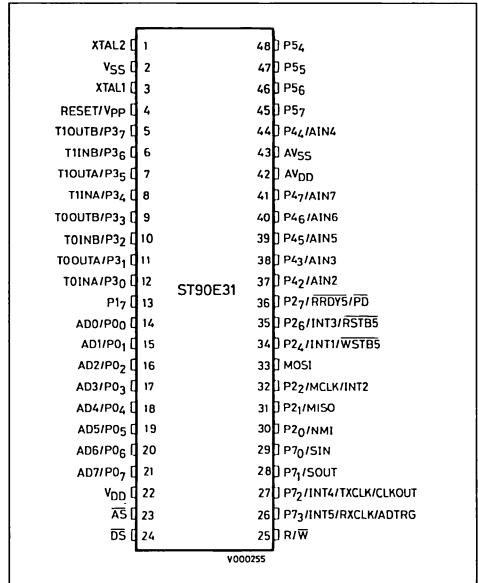 XTAL2 1 48 P54
VSS 2 47 P55
XTAL1 3 46 P56
RESET/VPP 4 45 P57
T1OUTB/P37 5 44 P44/AIN4
T1INB/P36 6 43 AVSS
T1OUTA/P35 7 42 AVDD
T1INA/P34 8 41 P47/AIN7
T0OUTB/P33 9 40 P46/AIN6
T0INB/P32 10 39 P45/AIN5
T0OUTA/P31 11 38 P43/AIN3
T0INA/P30 12 37 P42/AIN2
ST90E31
P17 13 36 P27/RRDY5/PD
AD0/P00 14 35 P26/INT3/RSTB5
AD1/P01 15 34 P24/INT1/WSTB5
AD2/P02 16 33 MOSI
AD3/P03 17 32 P22/MCLK/INT2
AD4/P04 18 31 P21/MISO
AD5/P05 19 30 P20/NMI
AD6/P06 20 29 P70/SIN
AD7/P07 21 28 P71/SOUT
VDD 22 27 P72/INT4/TXCLK/CLKOUT
AS 23 26 P73/INT5/RXCLK/ADTRG
DS 24 25 R/W
V000255